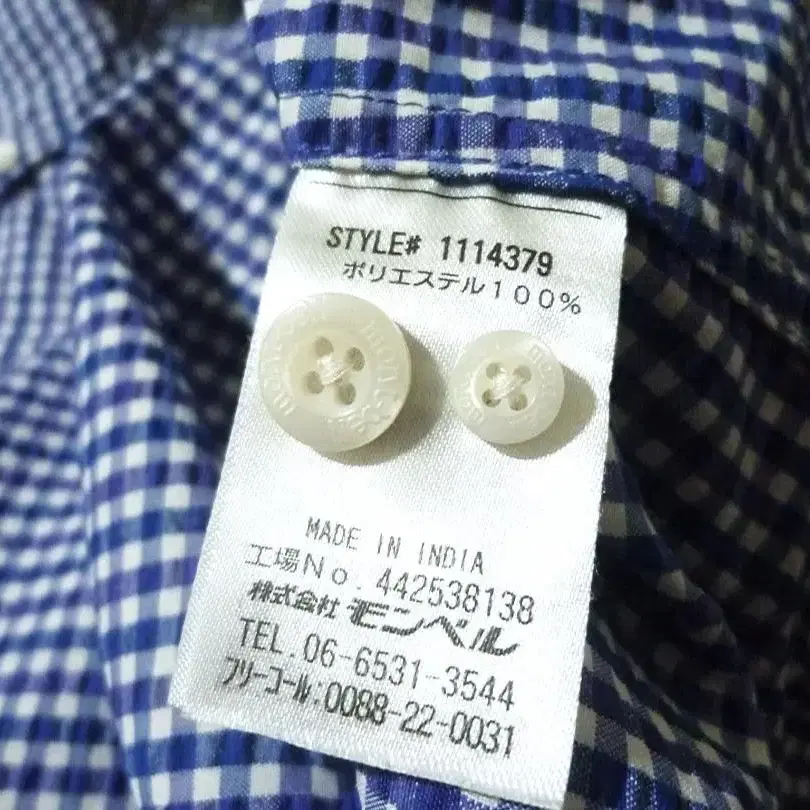 STYLE# 1114379
ポリエステル100%
MADE IN INDIA
工場No. 442538138
株式会社 モンベル
TEL. 06-6531-3544
フリーコール:0088-22-0031